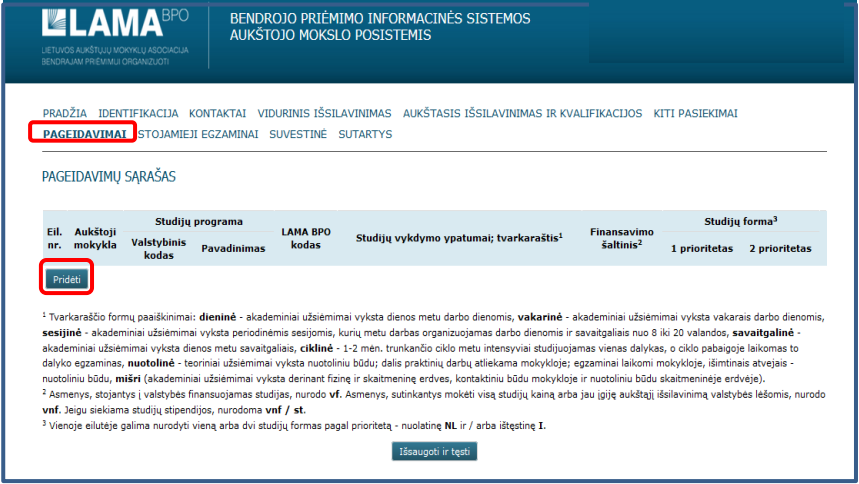 LAMA BPO
LIETUVOS AUKŠTŲJŲ MOKYKLŲ ASOCIACIJA
BENDRAJAM PRIĖMIMUI ORGANIZUOTI
BENDROJO PRIĖMIMO INFORMACINĖS SISTEMOS
AUKŠTOJO MOKSLO POSISTEMIS
PRADŽIA IDENTIFIKACIJA KONTAKTAI VIDURINIS IŠSILAVINIMAS AUKŠTASIS IŠSILAVINIMAS IR KVALIFIKACIJOS KITI PASIEKIMAI
PAGEIDAVIMAI STOJAMIEJI EGZAMINAI SUVESTINĖ SUTARTYS
PAGEIDAVIMŲ SĄRAŠAS
Eil. nr. Aukštoji mokykla Studijų programa LAMA BPO kodas Studijų vykdymo ypatumai; tvarkaraštis¹ Finansavimo šaltinis² Studijų forma³
Valstybinis kodas Pavadinimas 1 prioritetas 2 prioritetas
Pridėti
¹ Tvarkaraščio formų paaiškinimai: dieninė - akademiniai užsiėmimai vyksta dienos metu darbo dienomis, vakarinė - akademiniai užsiėmimai vyksta vakarais darbo dienomis,
sesijinė - akademiniai užsiėmimai vyksta periodinėmis sesijomis, kurių metu darbas organizuojamas darbo dienomis ir savaitgaliais nuo 8 iki 20 valandos, savaitgalinė -
akademiniai užsiėmimai vyksta dienos metu savaitgaliais, ciklinė - 1-2 mėn. trunkančio ciklo metu intensyviai studijuojamas vienas dalykas, o ciklo pabaigoje laikomas to
dalyko egzaminas, nuotolinė - teoriniai užsiėmimai vyksta nuotoliniu būdu; dalis praktinių darbų atliekama mokykloje; egzaminai laikomi mokykloje, išimtinais atvejais -
nuotoliniu būdu, mišri (akademiniai užsiėmimai vyksta derinant fizinę ir skaitmeninę erdves, kontaktiniu būdu mokykloje ir nuotoliniu būdu skaitmeninėje erdvėje).
² Asmenys, stojantys į valstybės finansuojamas studijas, nurodo vf. Asmenys, sutinkantys mokėti visą studijų kainą arba jau įgiję aukštąjį išsilavinimą valstybės lėšomis, nurodo
vnf. Jeigu siekiama studijų stipendijos, nurodoma vnf / st.
³ Vienoje eilutėje galima nurodyti vieną arba dvi studijų formas pagal prioritetą - nuolatinę NL ir / arba ištęstinę I.
Išsaugoti ir tęsti